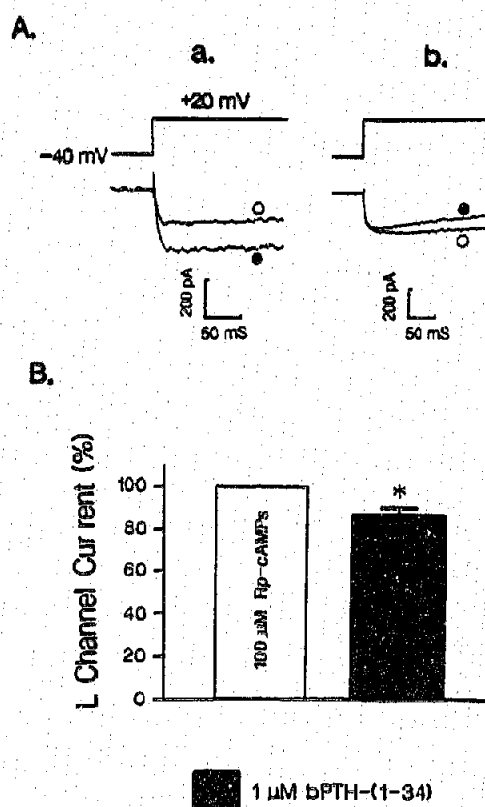 A.
a.
b.
+20 mV
-40 mV
200 pA
50 mS
200 pA
50 mS
B.
L Channel Current (%)
100
80
60
40
20
0
100 µM Rp-cAMPs
*
1 µM bPTH-(1-34)